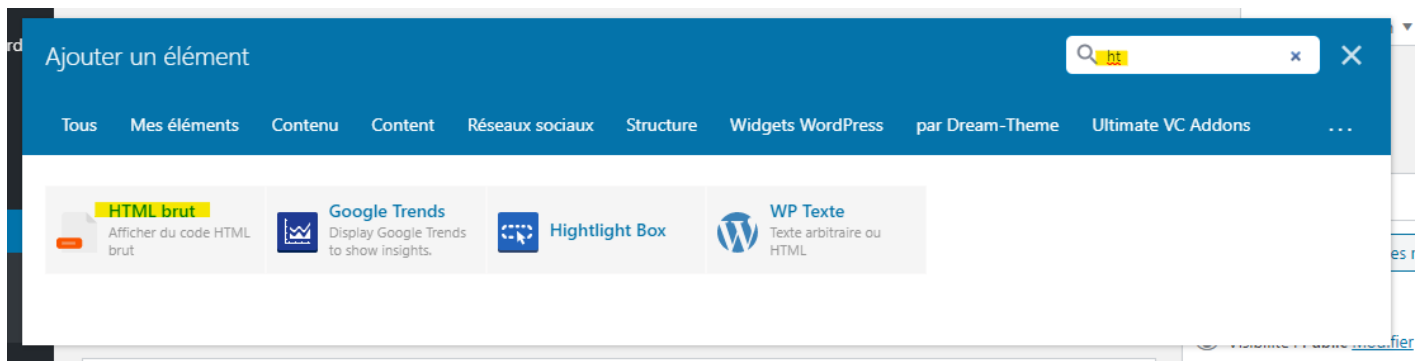 rd
Ajouter un élément
ht
×
Tous Mes éléments Contenu Content Réseaux sociaux Structure Widgets WordPress par Dream-Theme Ultimate VC Addons ...
HTML brut
Afficher du code HTML
brut
Google Trends
Display Google Trends
to show insights.
Hightlight Box
WP Texte
Texte arbitraire ou
HTML
es
Modifier